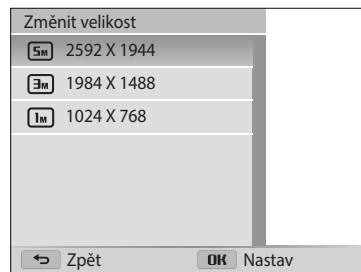 Změnit velikost
5M 2592 X 1944
3M 1984 X 1488
1M 1024 X 768
Zpět OK Nastav